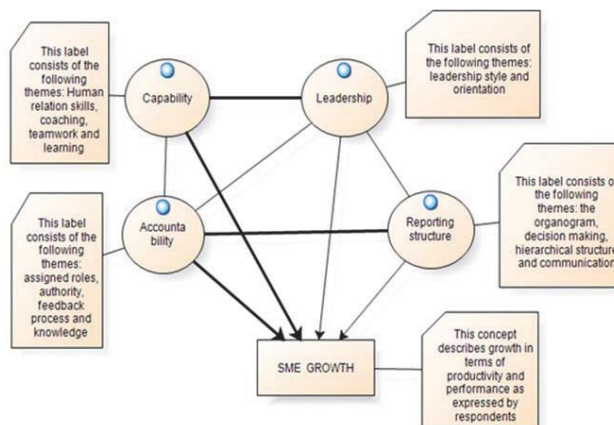 This label
consists of the
following
themes: Human
relation skills,
coaching,
teamwork and
learning
Capability
Leadership
This label consists of
the following themes:
leadership style and
orientation
This label
consists of the
following
themes:
assigned roles,
authority,
feedback
process and
knowledge
Accounta
bility
Reporting
structure
This label
consists of
the following
themes: the
organogram,
decision making,
hierarchical structure
and communication
SME GROWTH
This concept
describes growth in
terms of
productivity and
performance as
expressed by
respondents